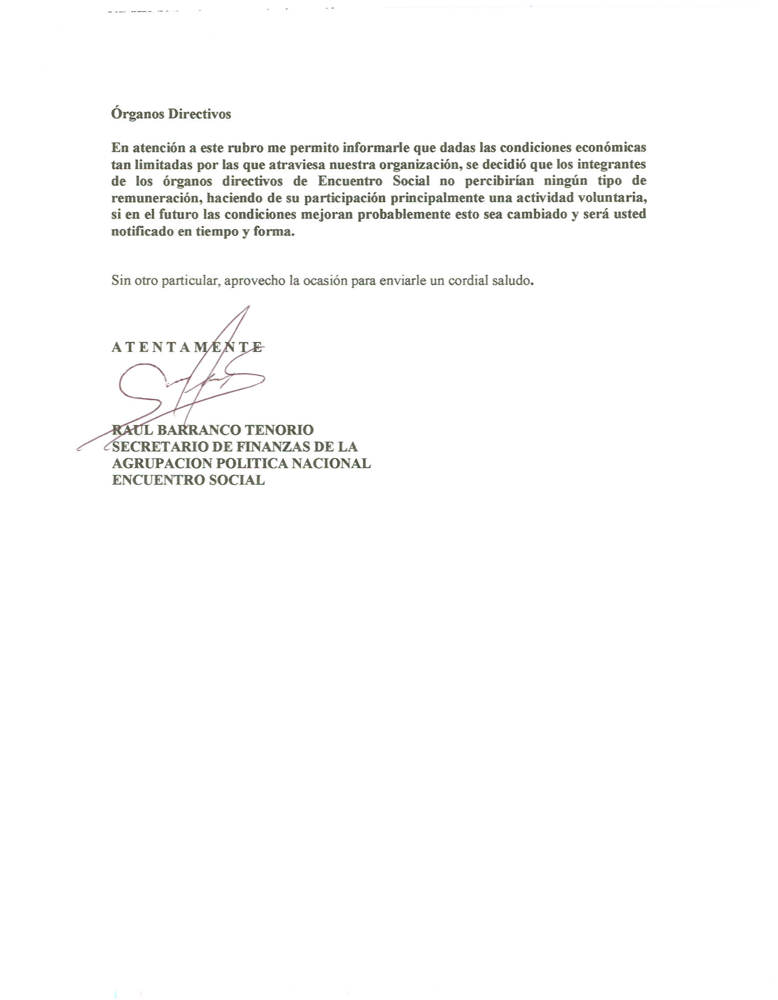 Órganos Directivos
En atención a este rubro me permito informarle que dadas las condiciones económicas
tan limitadas por las que atraviesa nuestra organización, se decidió que los integrantes
de los órganos directivos de Encuentro Social no percibirían ningún tipo de
remuneración, haciendo de su participación principalmente una actividad voluntaria,
si en el futuro las condiciones mejoran probablemente esto sea cambiado y será usted
notificado en tiempo y forma.
Sin otro particular, aprovecho la ocasión para enviarle un cordial saludo.
A T E N T A M E N T E
RAUL BARRANCO TENORIO
SECRETARIO DE FINANZAS DE LA
AGRUPACION POLITICA NACIONAL
ENCUENTRO SOCIAL